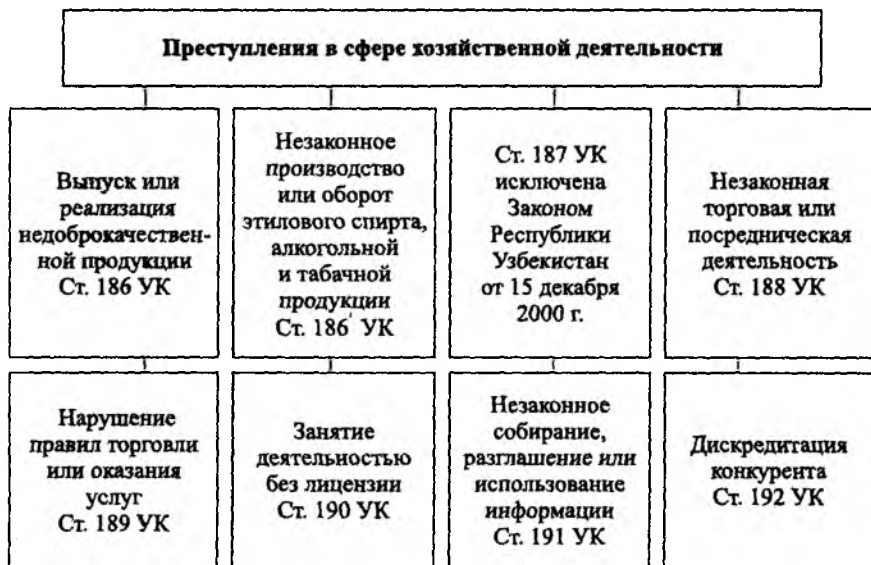 Преступления в сфере хозяйственной деятельности
Выпуск или
реализация
недоброкачествен-
ной продукции
Ст. 186 УК
Незаконное
производство
или оборот
этилового спирта,
алкогольной
и табачной
продукции
Ст. 186¹ УК
Ст. 187 УК
исключена
Законом
Республики
Узбекистан
от 15 декабря
2000 г.
Незаконная
торговая или
посредническая
деятельность
Ст. 188 УК
Нарушение
правил торговли
или оказания
услуг
Ст. 189 УК
Занятие
деятельностью
без лицензии
Ст. 190 УК
Незаконное
собирание,
разглашение или
использование
информации
Ст. 191 УК
Дискредитация
конкурента
Ст. 192 УК